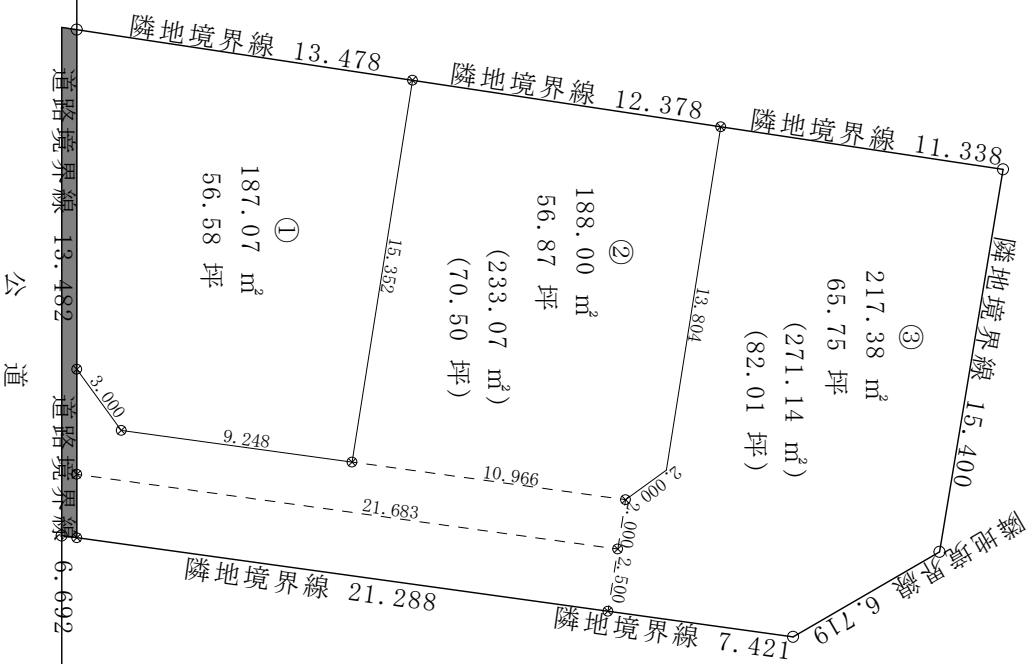 隣地境界線 13.478
隣地境界線 12.378
隣地境界線 11.338
道路境界線 13.482
公道
①
187.07 ㎡
56.58 坪
15.352
②
188.00 ㎡
56.87 坪
(233.07 ㎡)
(70.50 坪)
13.804
③
217.38 ㎡
65.75 坪
(271.14 ㎡)
(82.01 坪)
隣地境界線 15.400
3.000
9.248
10.966
2.000
2.000
2.500
21.683
道路境界線 6.692
隣地境界線 21.288
隣地境界線 7.421
隣地境界線 6.719